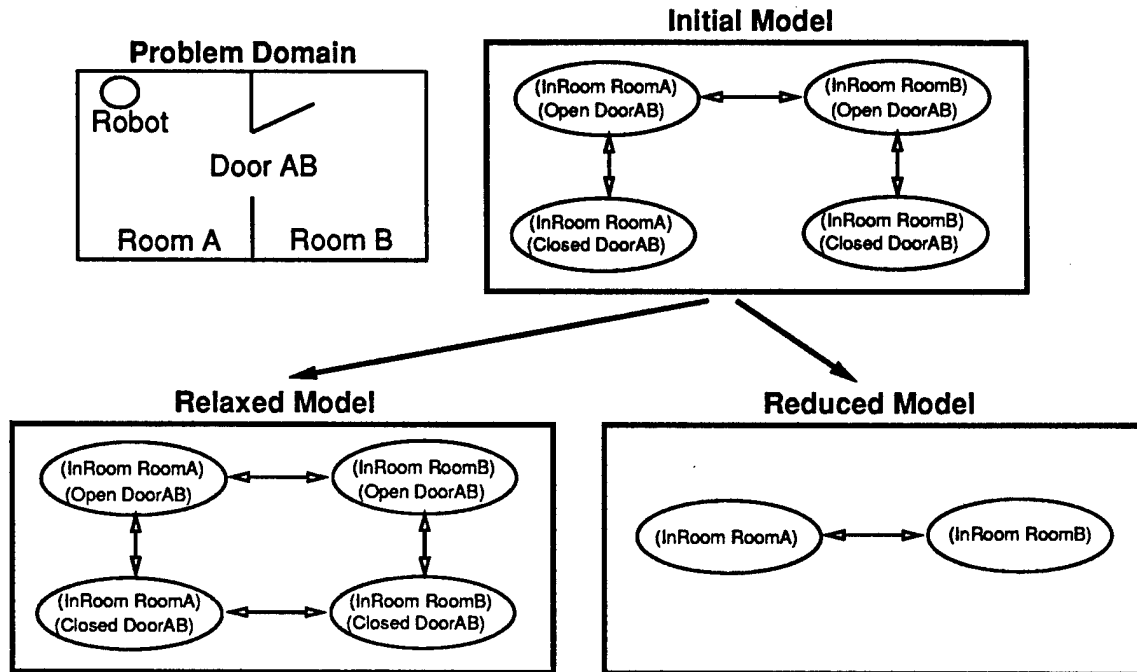 Problem Domain
Robot
Door AB
Room A
Room B
Initial Model
(InRoom RoomA)
(Open DoorAB)
(InRoom RoomB)
(Open DoorAB)
(InRoom RoomA)
(Closed DoorAB)
(InRoom RoomB)
(Closed DoorAB)
Relaxed Model
(InRoom RoomA)
(Open DoorAB)
(InRoom RoomB)
(Open DoorAB)
(InRoom RoomA)
(Closed DoorAB)
(InRoom RoomB)
(Closed DoorAB)
Reduced Model
(InRoom RoomA)
(InRoom RoomB)